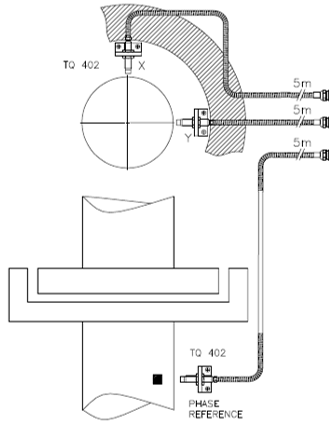 TQ 402
X
5m
5m
Y
5m
TQ 402
PHASE
REFERENCE